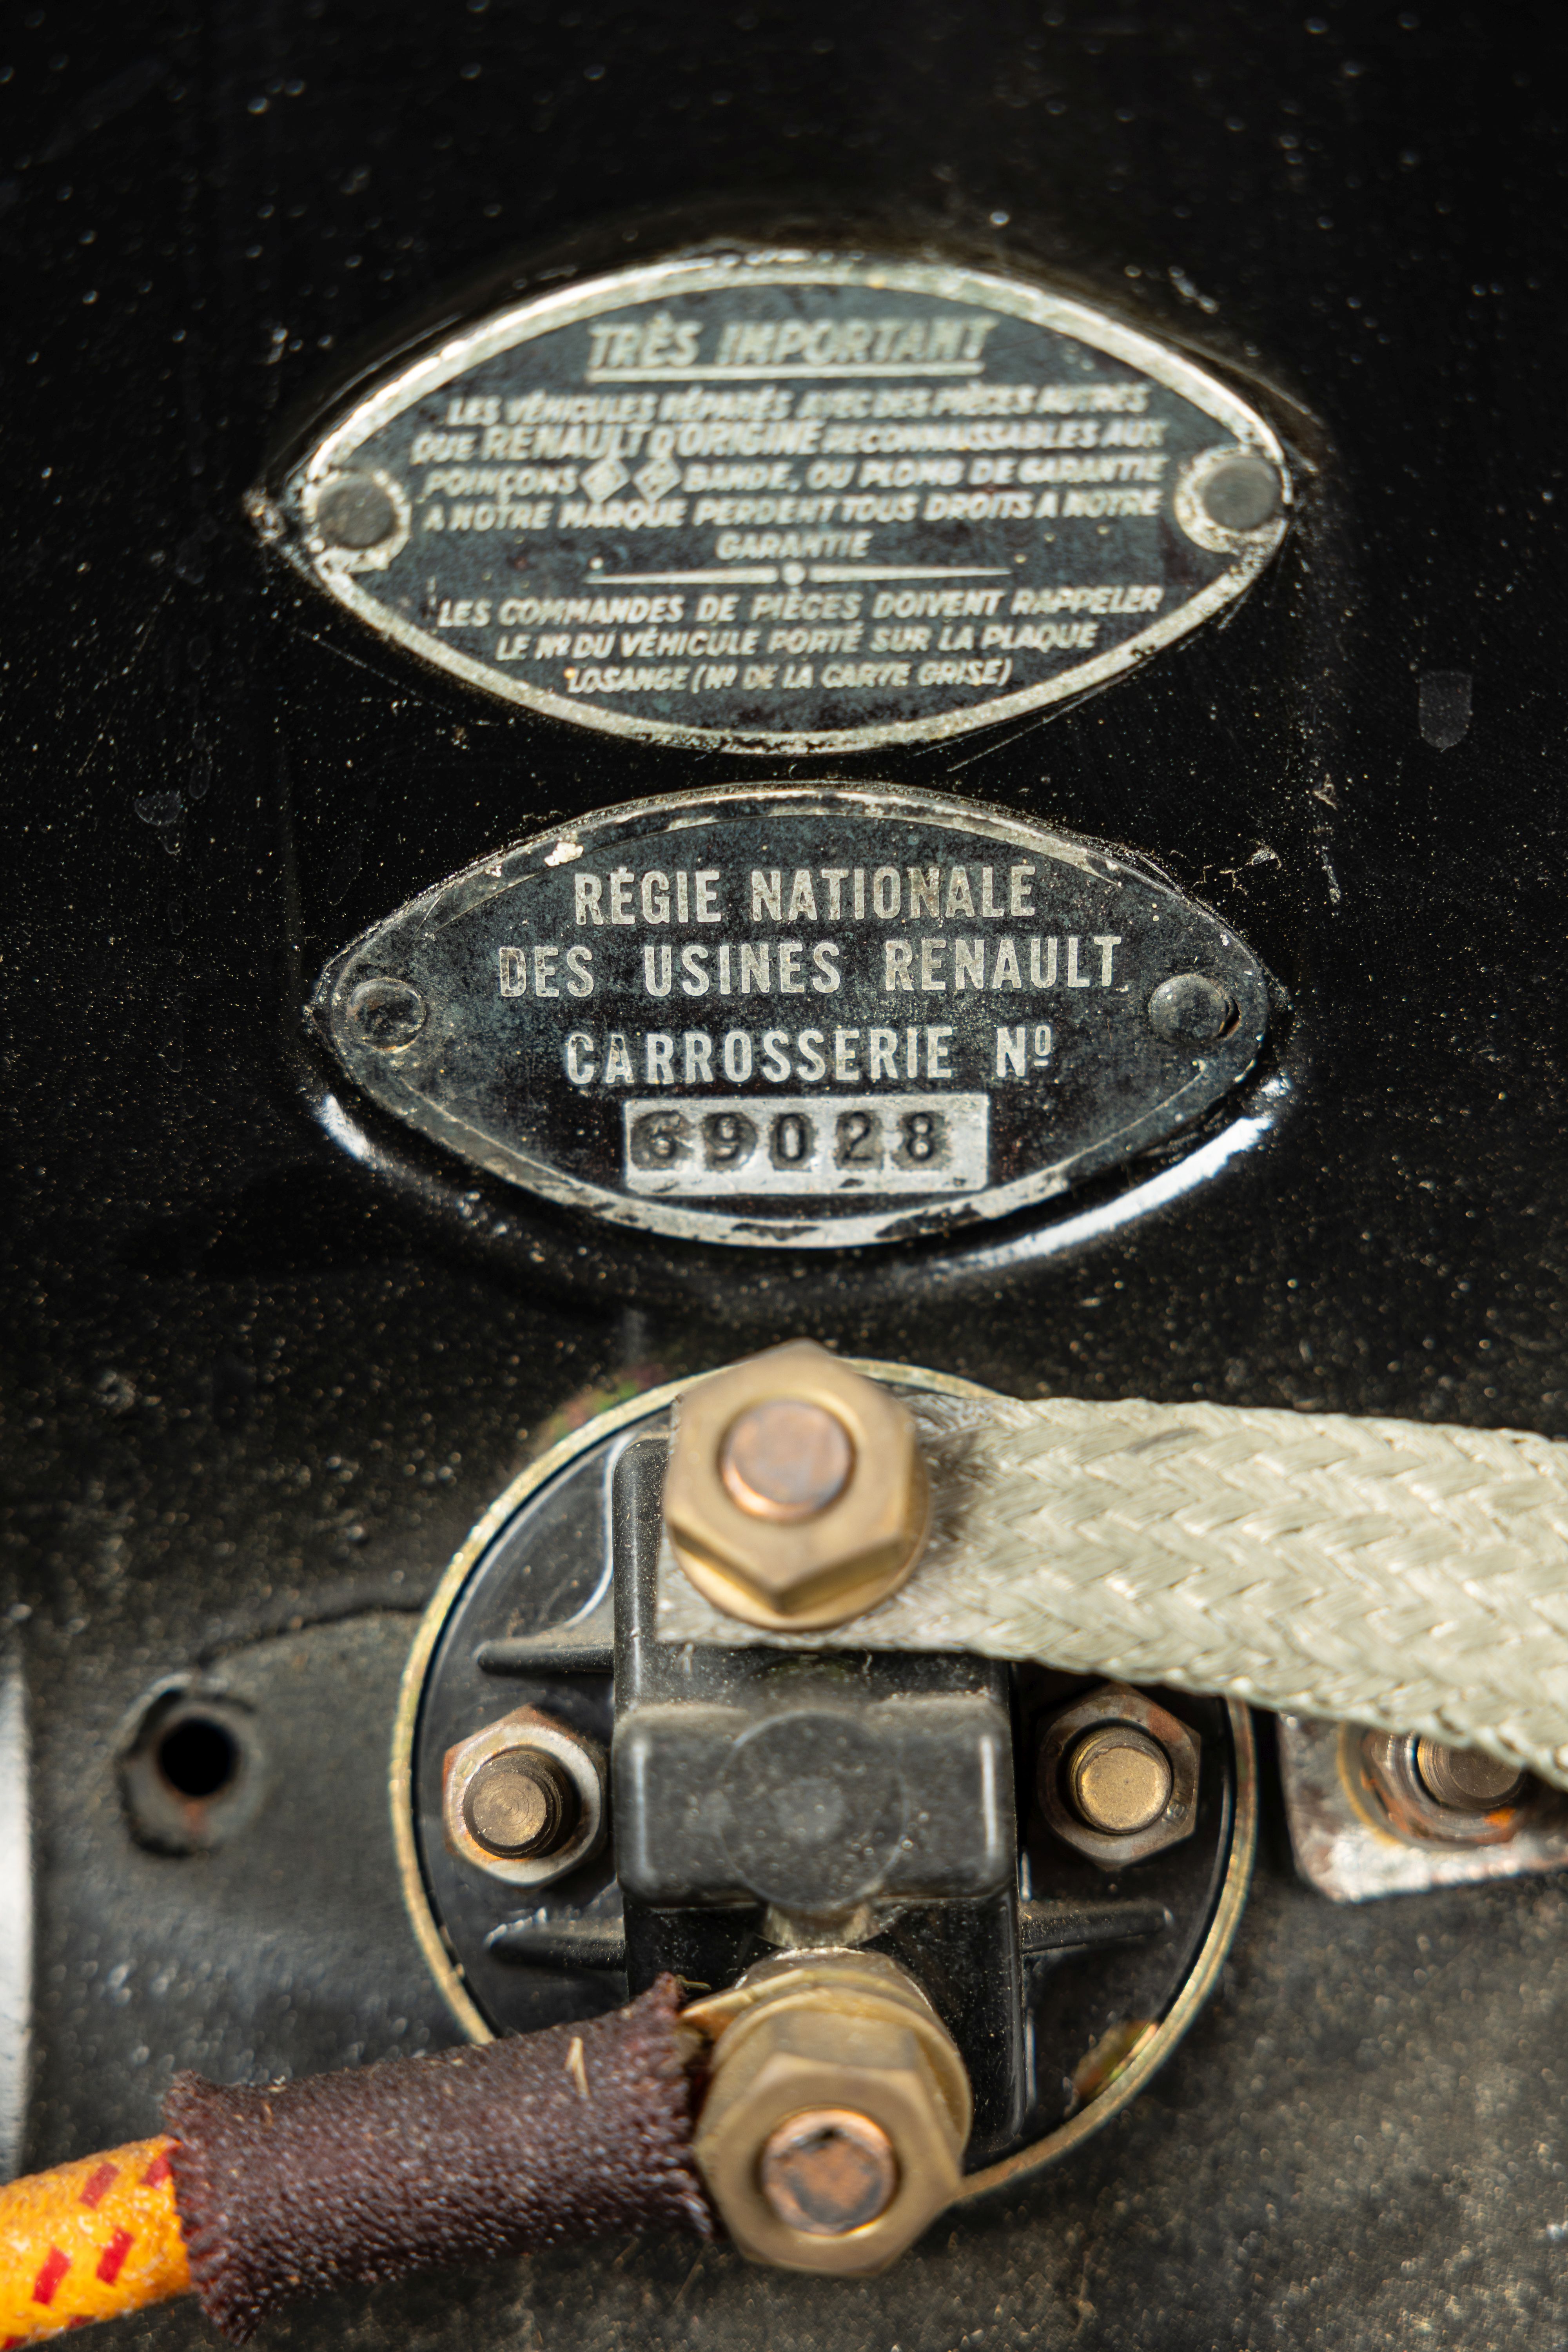 TRÈS IMPORTANT
LES VÉHICULES RÉPARÉS AVEC DES PIÈCES AUTRES
QUE RENAULT D'ORIGINE RECONNAISSABLES AUX
POINÇONS BANDE, OU PLOMB DE GARANTIE
A NOTRE MARQUE PERDENT TOUS DROITS A NOTRE
GARANTIE
LES COMMANDES DE PIÈCES DOIVENT RAPPELER
LE Nº DU VÉHICULE PORTÉ SUR LA PLAQUE
LOSANGE (Nº DE LA CARTE GRISE)
RÉGIE NATIONALE
DES USINES RENAULT
CARROSSERIE Nº
69028